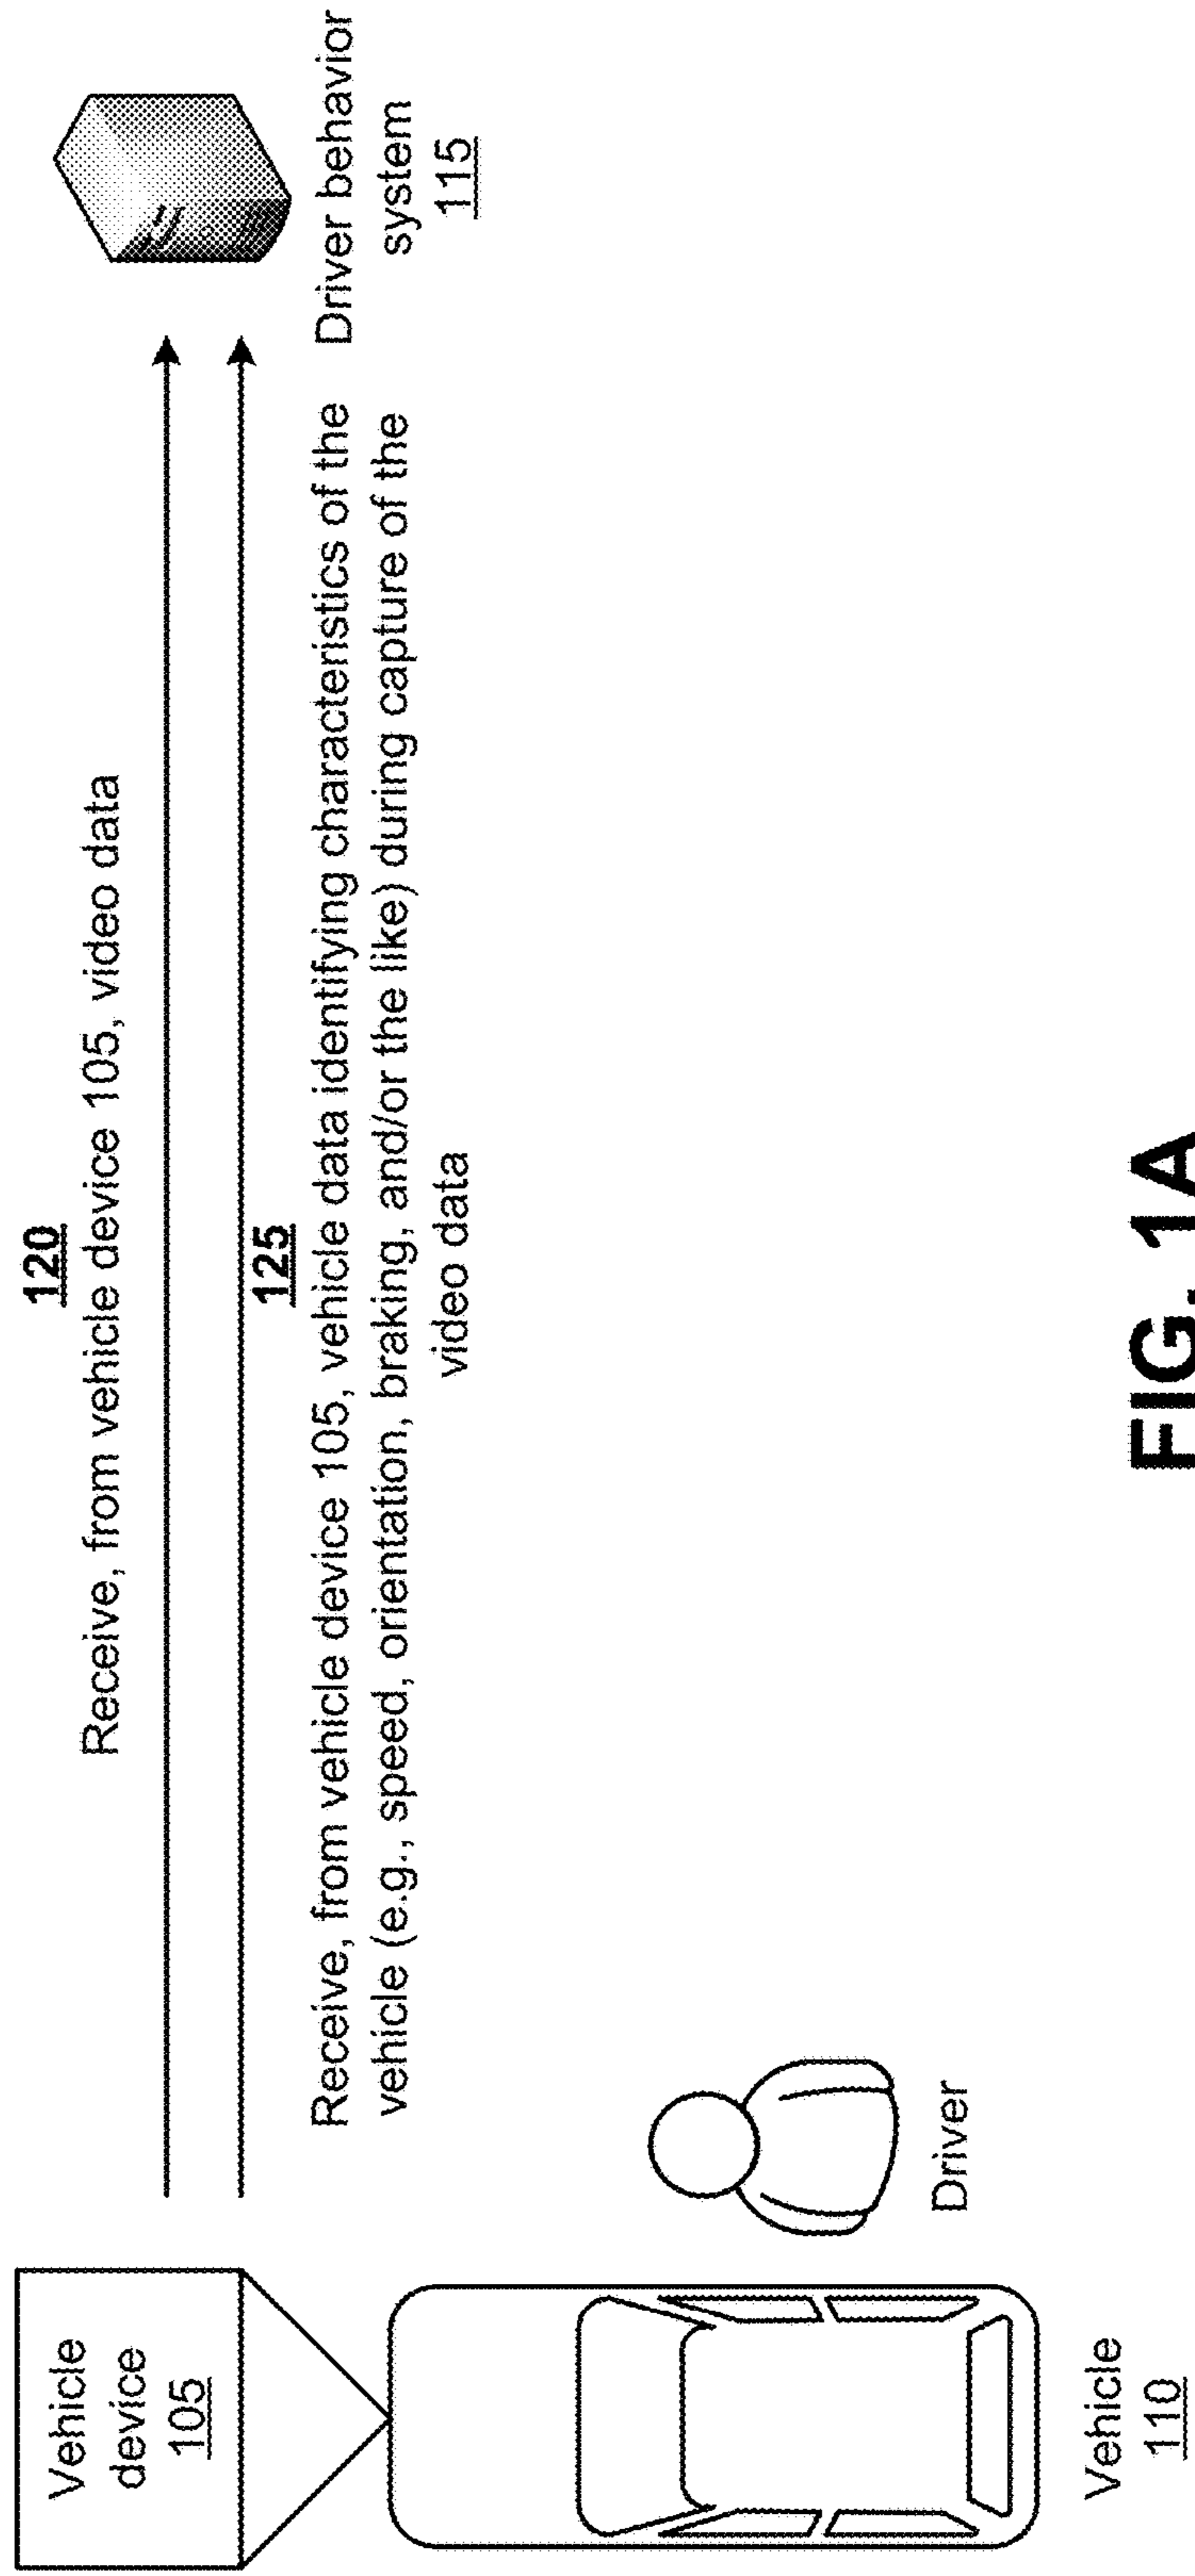 Vehicle
device
105
120
Receive, from vehicle device 105, video data
125
Receive, from vehicle device 105, vehicle data identifying characteristics of the
vehicle (e.g., speed, orientation, braking, and/or the like) during capture of the
video data
Driver behavior
system
115
Driver
Vehicle
110
FIG. 1A